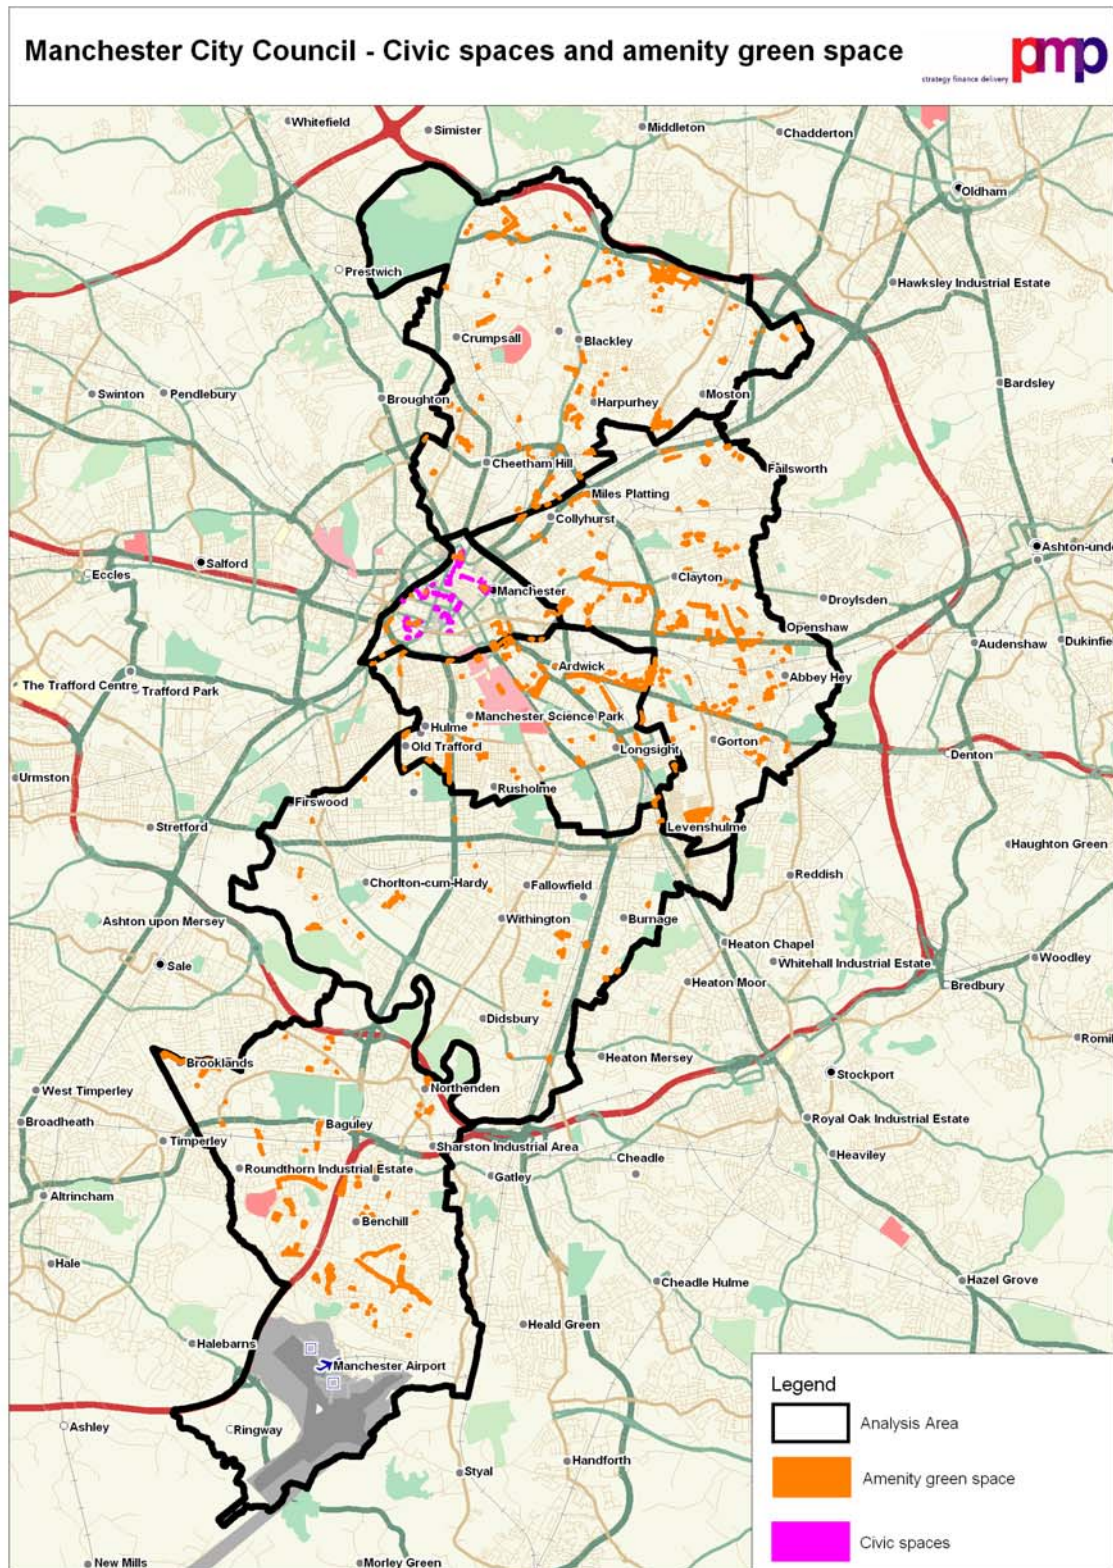 Manchester City Council - Civic spaces and amenity green space
pmp
strategy finance delivery
Whitefield
Simister
Middleton
Chadderton
Oldham
Prestwich
Hawksley Industrial Estate
Crumpsall
Blackley
Swinton
Pendlebury
Broughton
Harpurhey
Moston
Bardsley
Cheetham Hill
Failsworth
Miles Platting
Collyhurst
Ashton-unde
Salford
Eccles
Manchester
Clayton
Droylsden
Openshaw
Audenshaw
Dukinfie
Ardwick
Abbey Hey
The Trafford Centre
Trafford Park
Manchester Science Park
Hulme
Old Trafford
Longsight
Gorton
Denton
Urmston
Rusholme
Firswood
Stretford
Levenshulme
Haughton Green
Reddish
Chorlton-cum-Hardy
Fallowfield
Ashton upon Mersey
Withington
Burnage
Heaton Chapel
Whitehall Industrial Estate
Woodley
Sale
Heaton Moor
Bredbury
Didsbury
Romil
Heaton Mersey
Brooklands
Stockport
West Timperley
Northenden
Broadheath
Baguley
Royal Oak Industrial Estate
Timperley
Sharston Industrial Area
Cheadle
Heaviley
Roundthorn Industrial Estate
Gatley
Altrincham
Benchill
Hale
Cheadle Hulme
Hazel Grove
Heald Green
Halebarns
Manchester Airport
Ashley
Ringway
Styal
Handforth
New Mills
Morley Green
Legend
Analysis Area
Amenity green space
Civic spaces